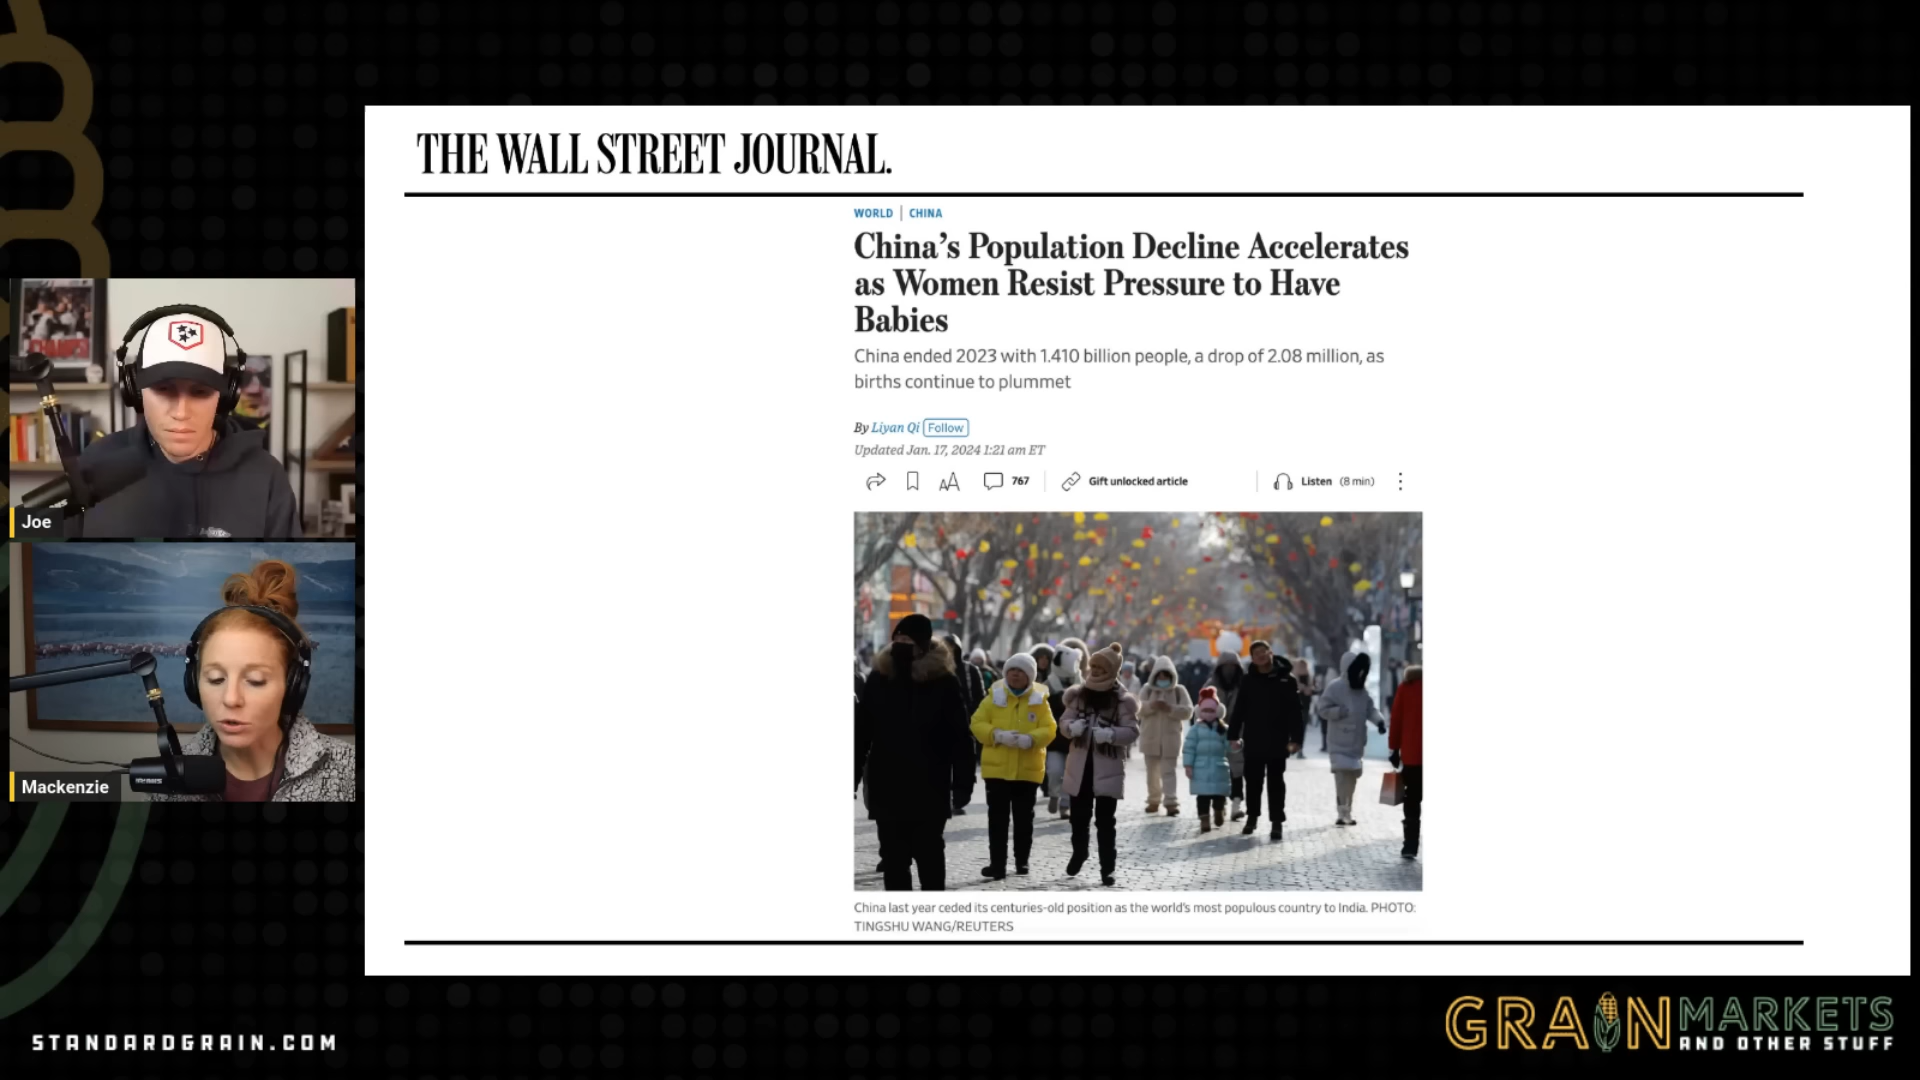 THE WALL STREET JOURNAL.
WORLD | CHINA
China's Population Decline Accelerates
as Women Resist Pressure to Have
Babies
China ended 2023 with 1.410 billion people, a drop of 2.08 million, as
births continue to plummet
By Liyan Qi Follow
Updated Jan. 17, 2024 1:21 am ET
AA 767 Gift unlocked article Listen (8 min)
China last year ceded its centuries-old position as the world's most populous country to India. PHOTO:
TINGSHU WANG/REUTERS
Joe
Mackenzie
STANDARDGRAIN.COM
GRAIN MARKETS
AND OTHER STUFF